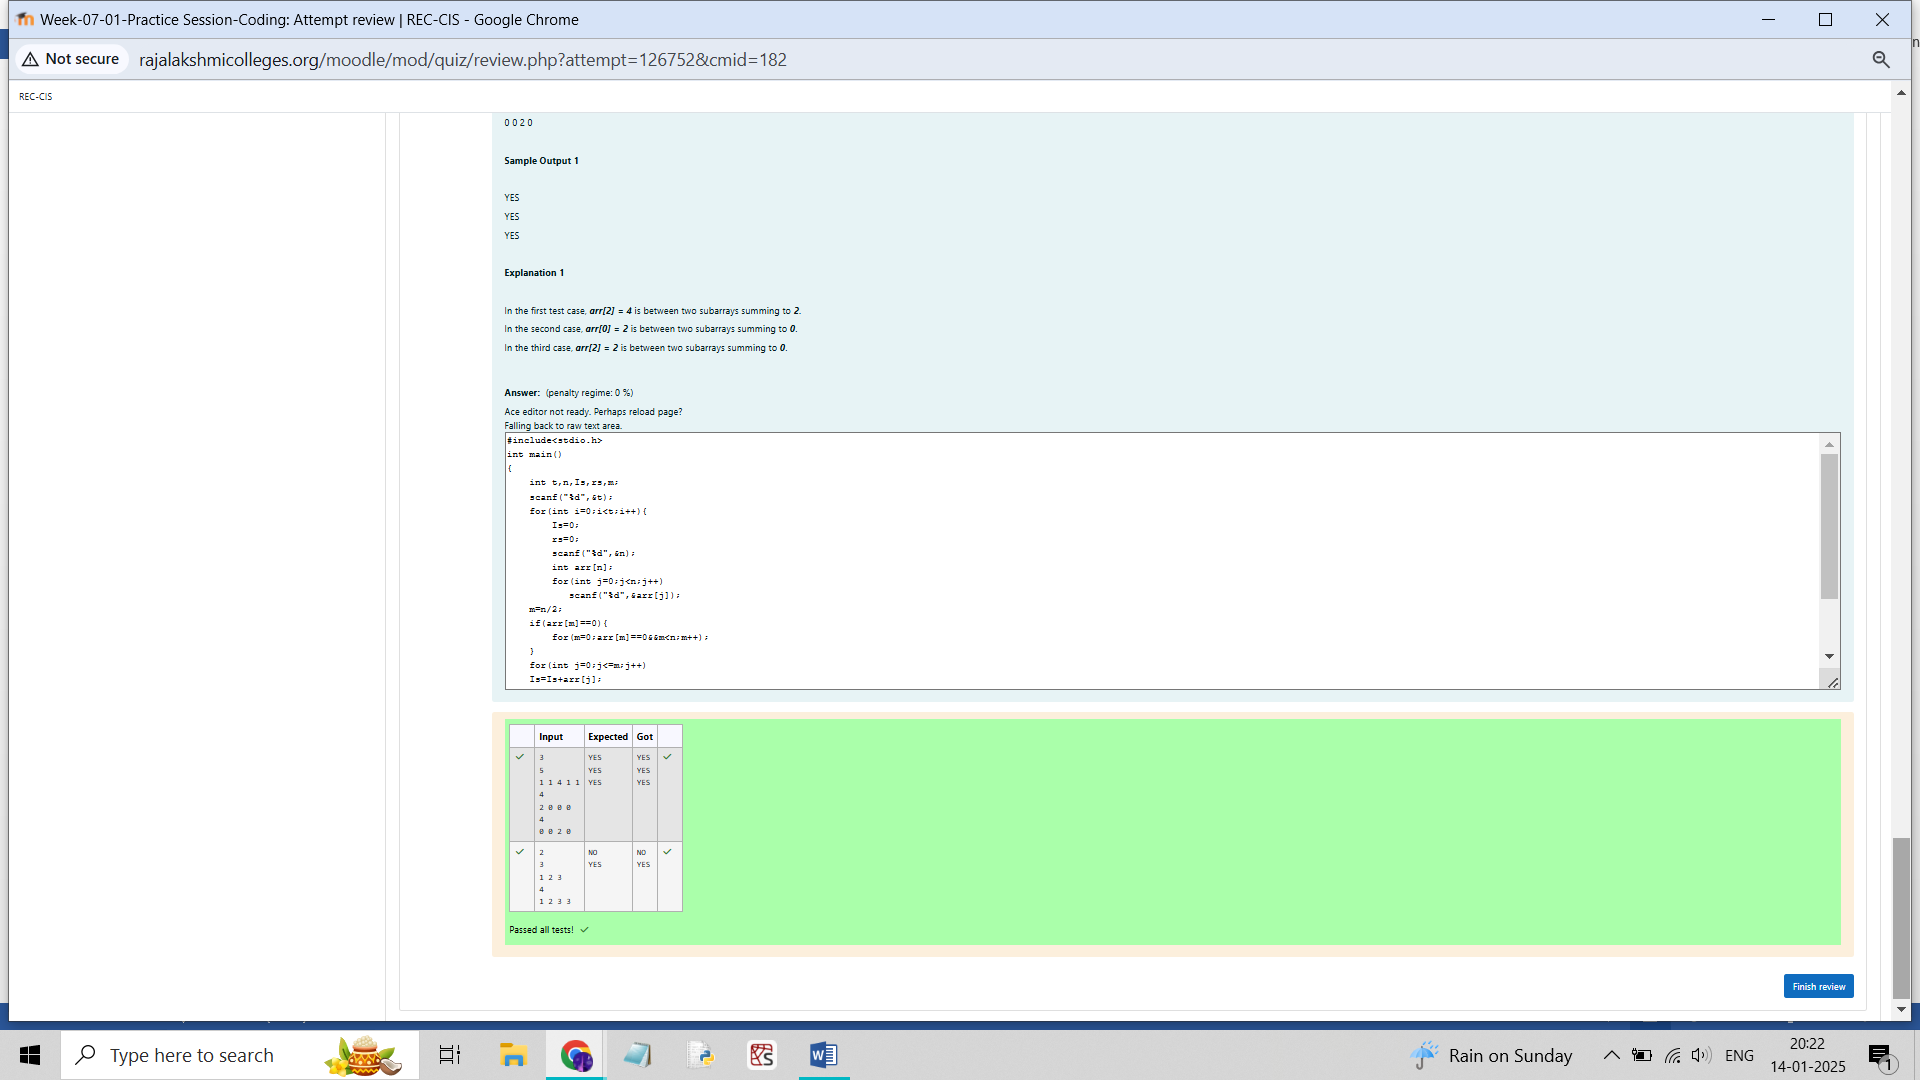 Week-07-01-Practice Session-Coding: Attempt review | REC-CIS - Google Chrome
Not secure
rajalakshmicolleges.org/moodle/mod/quiz/review.php?attempt=126752&cmid=182
REC-CIS
0 0 2 0
Sample Output 1
YES
YES
YES
Explanation 1
In the first test case, arr[2] = 4 is between two subarrays summing to 2.
In the second case, arr[0] = 2 is between two subarrays summing to 0.
In the third case, arr[2] = 2 is between two subarrays summing to 0.
Answer: (penalty regime: 0 %)
Ace editor not ready. Perhaps reload page?
Falling back to raw text area.
#include<stdio.h>
int main()
{
int t,n,Is,rs,m;
scanf("%d",&t);
for(int i=0;i<t;i++){
Is=0;
rs=0;
scanf("%d",&n);
int arr[n];
for(int j=0;j<n;j++)
scanf("%d",&arr[j]);
m=n/2;
if(arr[m]==0){
for(m=0;arr[m]==0&&m<n;m++);
}
for(int j=0;j<=m;j++)
Is=Is+arr[j];
Input Expected Got
3 YES YES
5 YES YES
1 1 4 1 1 YES YES
4
2 0 0 0
4
0 0 2 0
2 NO NO
3 YES YES
1 2 3
4
1 2 3 3
Passed all tests!
Finish review
Type here to search
Rain on Sunday
ENG
20:22
14-01-2025
1